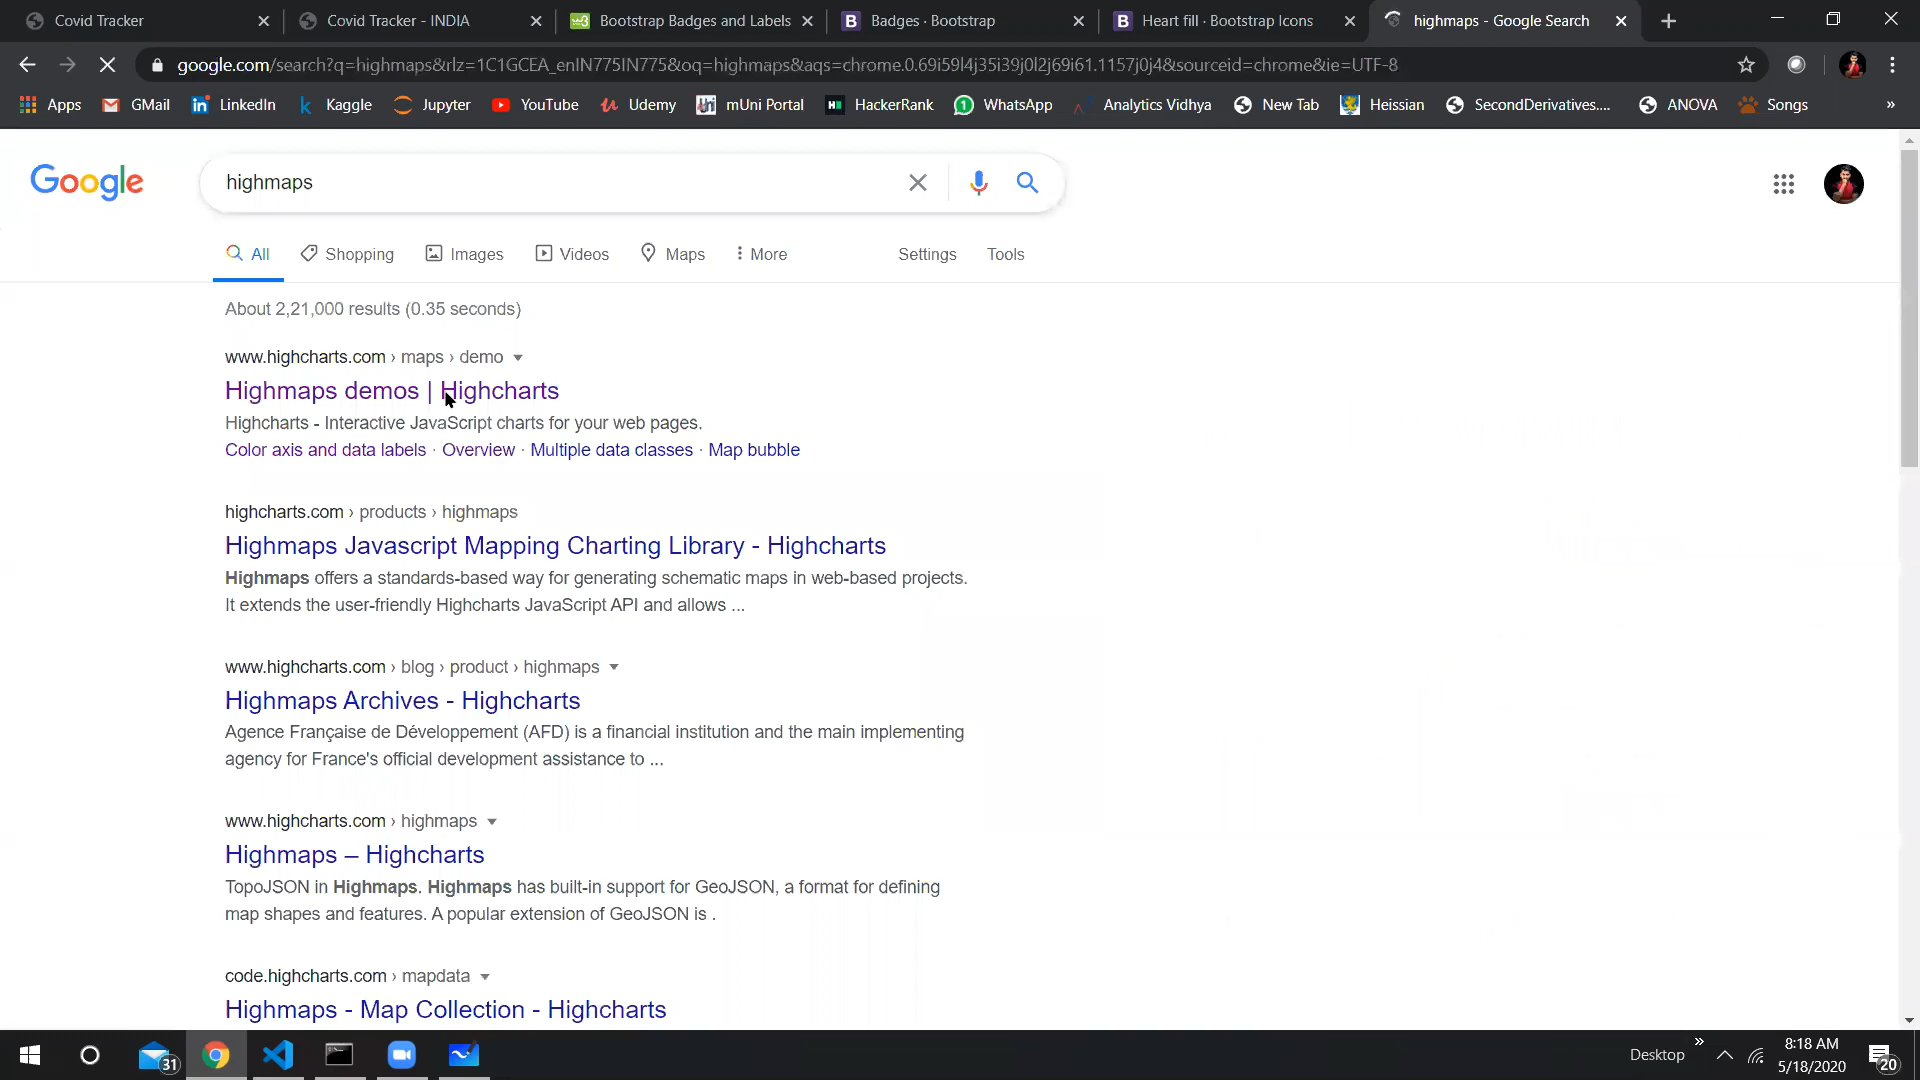 Covid Tracker
Covid Tracker - INDIA
Bootstrap Badges and Labels
Badges · Bootstrap
Heart fill · Bootstrap Icons
highmaps - Google Search
google.com/search?q=highmaps&rlz=1C1GCEA_enIN775IN775&oq=highmaps&aqs=chrome.0.69i59l4j35i39j0l2j69i61.1157j0j4&sourceid=chrome&ie=UTF-8
Apps GMail LinkedIn Kaggle Jupyter YouTube Udemy mUni Portal HackerRank WhatsApp Analytics Vidhya New Tab Heissian SecondDerivatives.... ANOVA Songs »
Google
highmaps
All Shopping Images Videos Maps More Settings Tools
About 2,21,000 results (0.35 seconds)
www.highcharts.com › maps › demo
Highmaps demos | Highcharts
Highcharts - Interactive JavaScript charts for your web pages.
Color axis and data labels · Overview · Multiple data classes · Map bubble
highcharts.com › products › highmaps
Highmaps Javascript Mapping Charting Library - Highcharts
Highmaps offers a standards-based way for generating schematic maps in web-based projects.
It extends the user-friendly Highcharts JavaScript API and allows ...
www.highcharts.com › blog › product › highmaps
Highmaps Archives - Highcharts
Agence Française de Développement (AFD) is a financial institution and the main implementing
agency for France's official development assistance to ...
www.highcharts.com › highmaps
Highmaps – Highcharts
TopoJSON in Highmaps. Highmaps has built-in support for GeoJSON, a format for defining
map shapes and features. A popular extension of GeoJSON is .
code.highcharts.com › mapdata
Highmaps - Map Collection - Highcharts
31
Desktop »
8:18 AM
5/18/2020
20